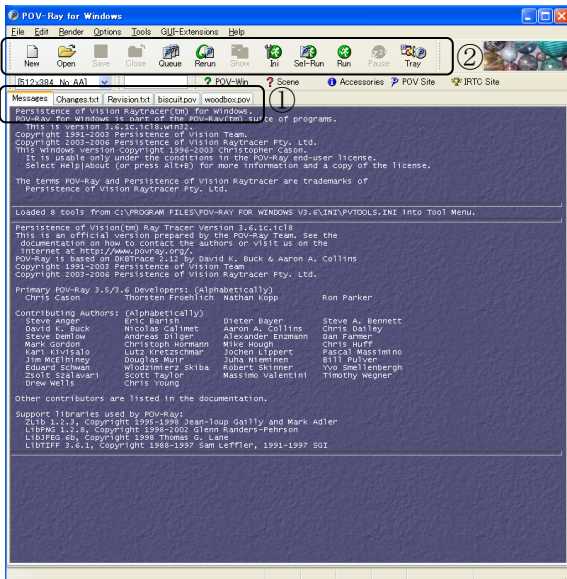 POV-Ray for Windows
File Edit Render Options Tools GUI-Extensions Help
New Open Save Close Queue Rerun Show Ini Sel-Run Run Pause Tray
②
[512x384, No AA] ? POV-Win ? Scene Accessories POV Site IRTC Site
Messages Changes.txt Revision.txt biscuit.pov woodbox.pov
①
Persistence of Vision Raytracer(tm) for Windows.
POV-Ray for Windows is part of the POV-Ray(tm) suite of programs.
This is version 3.6.1c.icl8.win32.
Copyright 1991-2003 Persistence of Vision Team.
Copyright 2003-2006 Persistence of Vision Raytracer Pty. Ltd.
This Windows version Copyright 1996-2003 Christopher Cason.
It is usable only under the conditions in the POV-Ray end-user license.
Select Help|About (or press Alt+B) for more information and a copy of the license.
The terms POV-Ray and Persistence of Vision Raytracer are trademarks of
Persistence of Vision Raytracer Pty. Ltd.
Loaded 8 tools from C:\PROGRAM FILES\POV-RAY FOR WINDOWS V3.6\INI\PVTOOLS.INI into Tool Menu.
Persistence of Vision(tm) Ray Tracer Version 3.6.1c.icl8
This is an official version prepared by the POV-Ray Team. See the
documentation on how to contact the authors or visit us on the
internet at http://www.povray.org/.
POV-Ray is based on DKBTrace 2.12 by David K. Buck & Aaron A. Collins
Copyright 1991-2003 Persistence of Vision Team
Copyright 2003-2006 Persistence of Vision Raytracer Pty. Ltd.
Primary POV-Ray 3.5/3.6 Developers: (Alphabetically)
Chris Cason Thorsten Froehlich Nathan Kopp Ron Parker
Contributing Authors: (Alphabetically)
Steve Anger Eric Barish Dieter Bayer Steve A. Bennett
David K. Buck Nicolas Calimet Aaron A. Collins Chris Dailey
Steve Demlow Andreas Dilger Alexander Enzmann Dan Farmer
Mark Gordon Christoph Hormann Mike Hough Chris Huff
Kari Kivisalo Lutz Kretzschmar Jochen Lippert Pascal Massimino
Jim McElhiney Douglas Muir Juha Nieminen Bill Pulver
Eduard Schwan Wlodzimierz Skiba Robert Skinner Yvo Smellenbergh
Zsolt Szalavari Scott Taylor Massimo Valentini Timothy Wegner
Drew Wells Chris Young
Other contributors are listed in the documentation.
Support libraries used by POV-Ray:
ZLib 1.2.3, Copyright 1995-1998 Jean-loup Gailly and Mark Adler
LibPNG 1.2.8, Copyright 1998-2002 Glenn Randers-Pehrson
LibJPEG 6b, Copyright 1998 Thomas G. Lane
LibTIFF 3.6.1, Copyright 1988-1997 Sam Leffler, 1991-1997 SGI